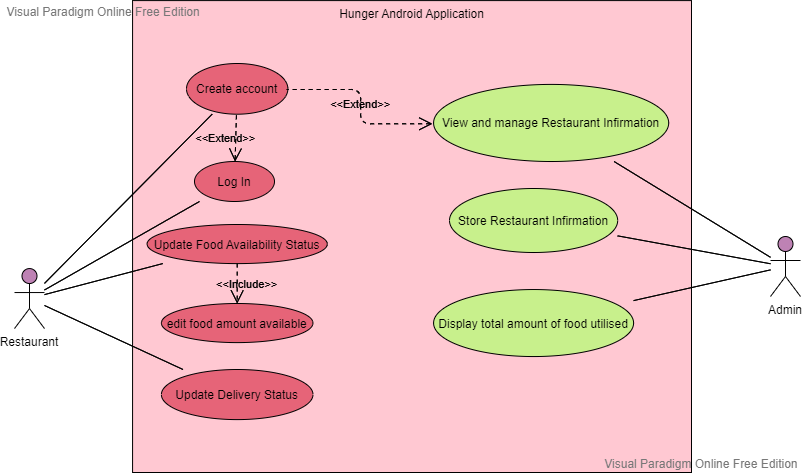 Visual Paradigm Online Free Edition
Hunger Android Application
Create account
<<Extend>>
View and manage Restaurant Infirmation
<<Extend>>
Log In
Store Restaurant Infirmation
Update Food Availability Status
<<Include>>
edit food amount available
Display total amount of food utilised
Restaurant
Admin
Update Delivery Status
Visual Paradigm Online Free Edition